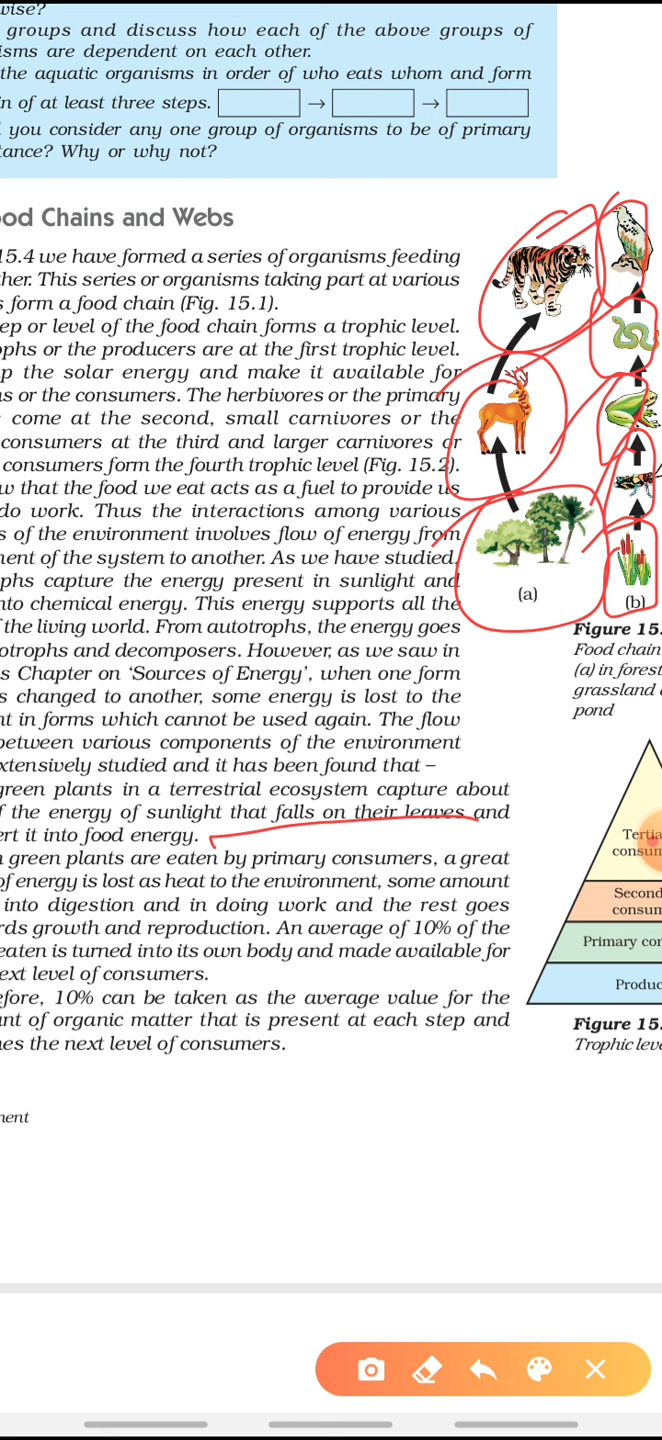 wise?
groups and discuss how each of the above groups of
isms are dependent on each other.
the aquatic organisms in order of who eats whom and form
in of at least three steps. → →
you consider any one group of organisms to be of primary
tance? Why or why not?
ood Chains and Webs
15.4 we have formed a series of organisms feeding
ther. This series or organisms taking part at various
s form a food chain (Fig. 15.1).
ep or level of the food chain forms a trophic level.
ophs or the producers are at the first trophic level.
p the solar energy and make it available for
s or the consumers. The herbivores or the primary
come at the second, small carnivores or the
consumers at the third and larger carnivores or
consumers form the fourth trophic level (Fig. 15.2).
w that the food we eat acts as a fuel to provide us
do work. Thus the interactions among various
s of the environment involves flow of energy from
nent of the system to another. As we have studied,
phs capture the energy present in sunlight and
nto chemical energy. This energy supports all the
the living world. From autotrophs, the energy goes
otrophs and decomposers. However, as we saw in
s Chapter on ‘Sources of Energy’, when one form
s changed to another, some energy is lost to the
nt in forms which cannot be used again. The flow
between various components of the environment
xtensively studied and it has been found that –
green plants in a terrestrial ecosystem capture about
f the energy of sunlight that falls on their leaves and
ert it into food energy.
n green plants are eaten by primary consumers, a great
of energy is lost as heat to the environment, some amount
into digestion and in doing work and the rest goes
rds growth and reproduction. An average of 10% of the
eaten is turned into its own body and made available for
ext level of consumers.
efore, 10% can be taken as the average value for the
nt of organic matter that is present at each step and
es the next level of consumers.
(a)
(b)
Figure 15.
Food chain
(a) in forest
grassland
pond
Tertia
consum
Second
consum
Primary con
Produc
Figure 15.
Trophic leve
nent